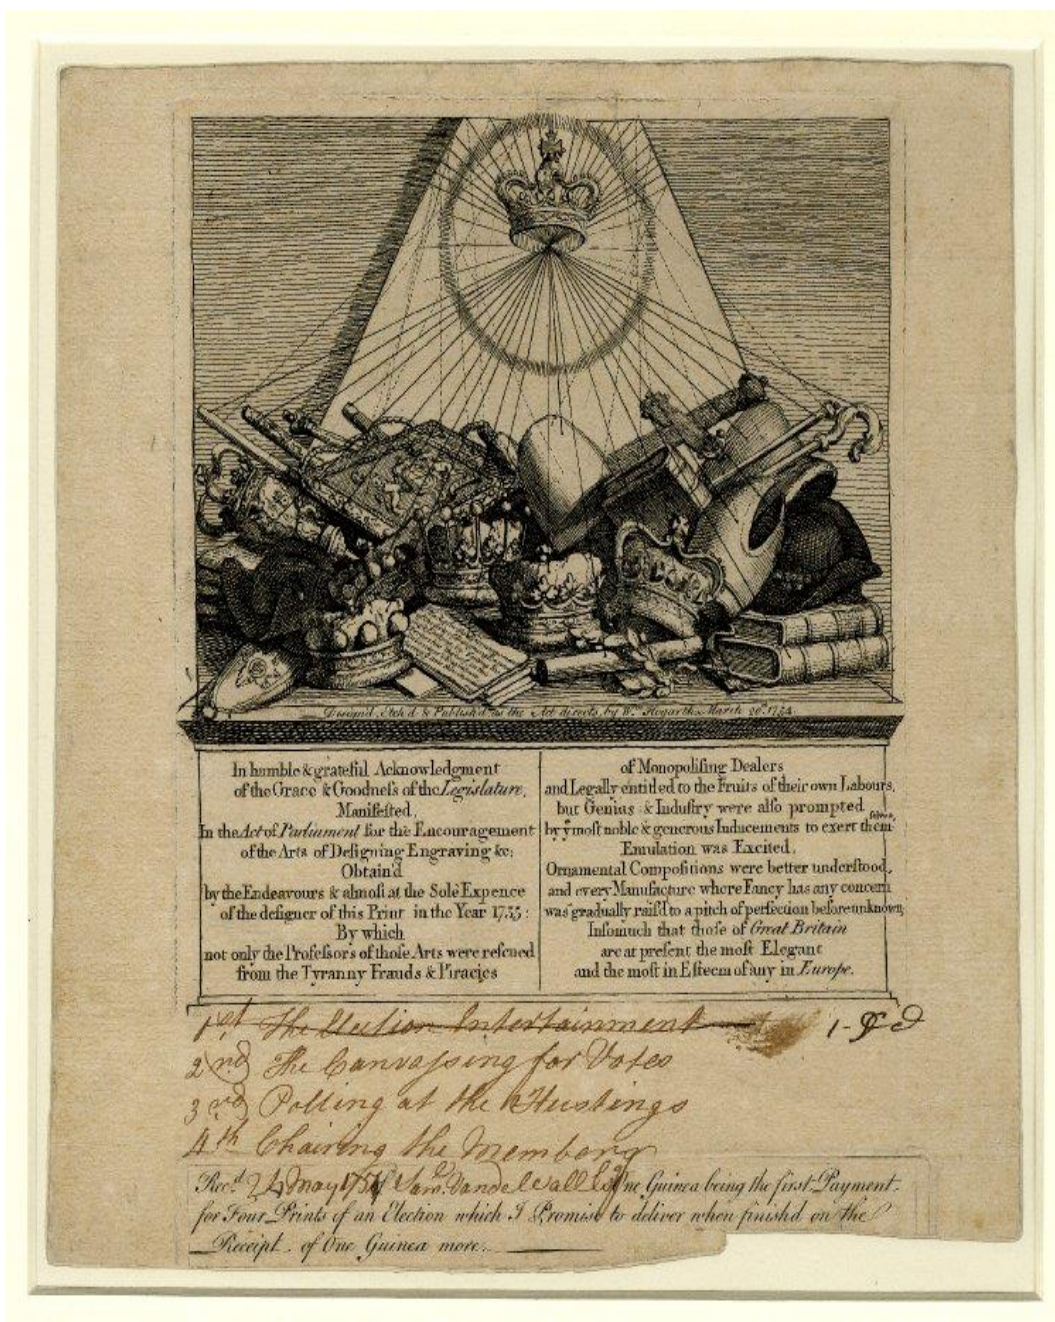 Design'd, Etch'd & Publish'd as the Act directs, by Wm. Hogarth, March 20th. 1754.
In humble & grateful Acknowledgment
of the Grace & Goodneſs of the Legislature,
Manifeſted,
In the Act of Parliament for the Encouragement
of the Arts of Deſigning Engraving &c;
Obtain'd
by the Endeavours & almoſt at the Sole Expence
of the deſigner of this Print in the Year 1735:
By which
not only the Profeſsors of thoſe Arts were reſcued
from the Tyranny Frauds & Piracies
of Monopoliſing Dealers
and Legally entitled to the Fruits of their own Labours,
but Genius & Induſtry were alſo prompted
by yͤ moſt noble & generous Inducements to exert themſelves,
Emulation was Excited,
Ornamental Compoſitions were better underſtood,
and every Manufacture where Fancy has any concern
was gradually raiſ'd to a pitch of perfection before unknown;
Inſomuch that thoſe of Great Britain
are at preſent the moſt Elegant
and the moſt in Eſteem of any in Europe.
1st The Election Entertainment
2nd The Canvaſsing for Votes
3rd Polling at the Hustings
4th Chairing the Members
Rec.d 24 May of One Guinea being the first Payment
for Four Prints of an Election which I Promise to deliver when finish'd on the
Receipt of One Guinea more.